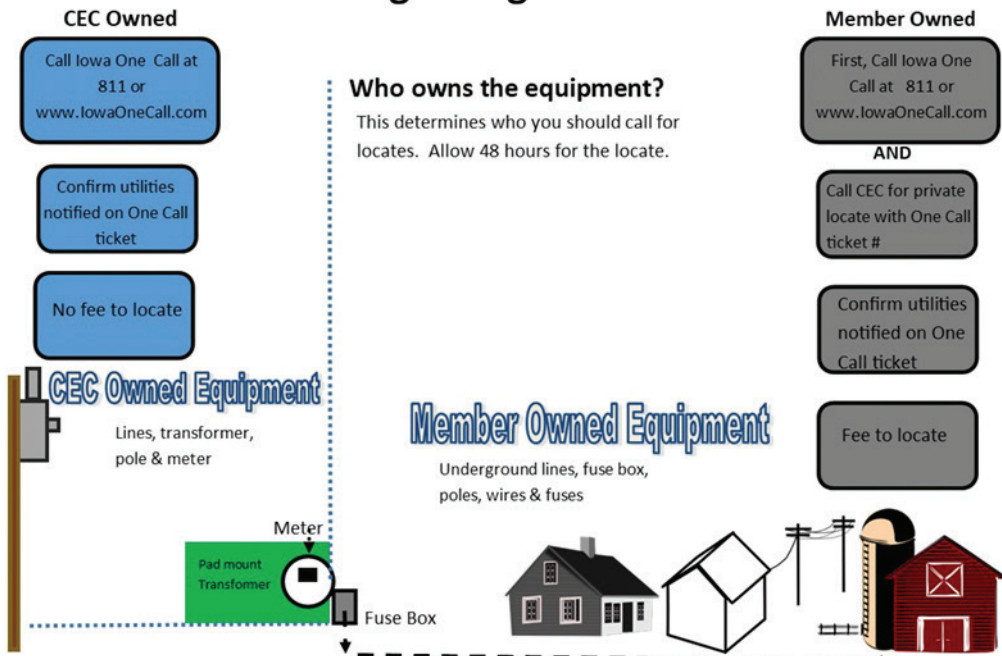 CEC Owned
Call Iowa One Call at
811 or
www.IowaOneCall.com
Confirm utilities
notified on One Call
ticket
No fee to locate
CEC Owned Equipment
Lines, transformer,
pole & meter
Who owns the equipment?
This determines who you should call for
locates. Allow 48 hours for the locate.
Member Owned
First, Call Iowa One
Call at 811 or
www.IowaOneCall.com
AND
Call CEC for private
locate with One Call
ticket #
Confirm utilities
notified on One
Call ticket
Fee to locate
Member Owned Equipment
Underground lines, fuse box,
poles, wires & fuses
Meter
Pad mount
Transformer
Fuse Box